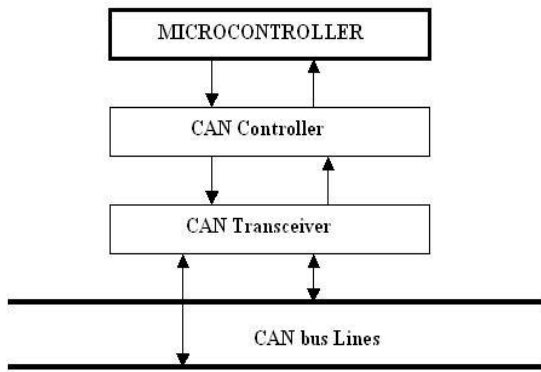 MICROCONTROLLER
CAN Controller
CAN Transceiver
CAN bus Lines